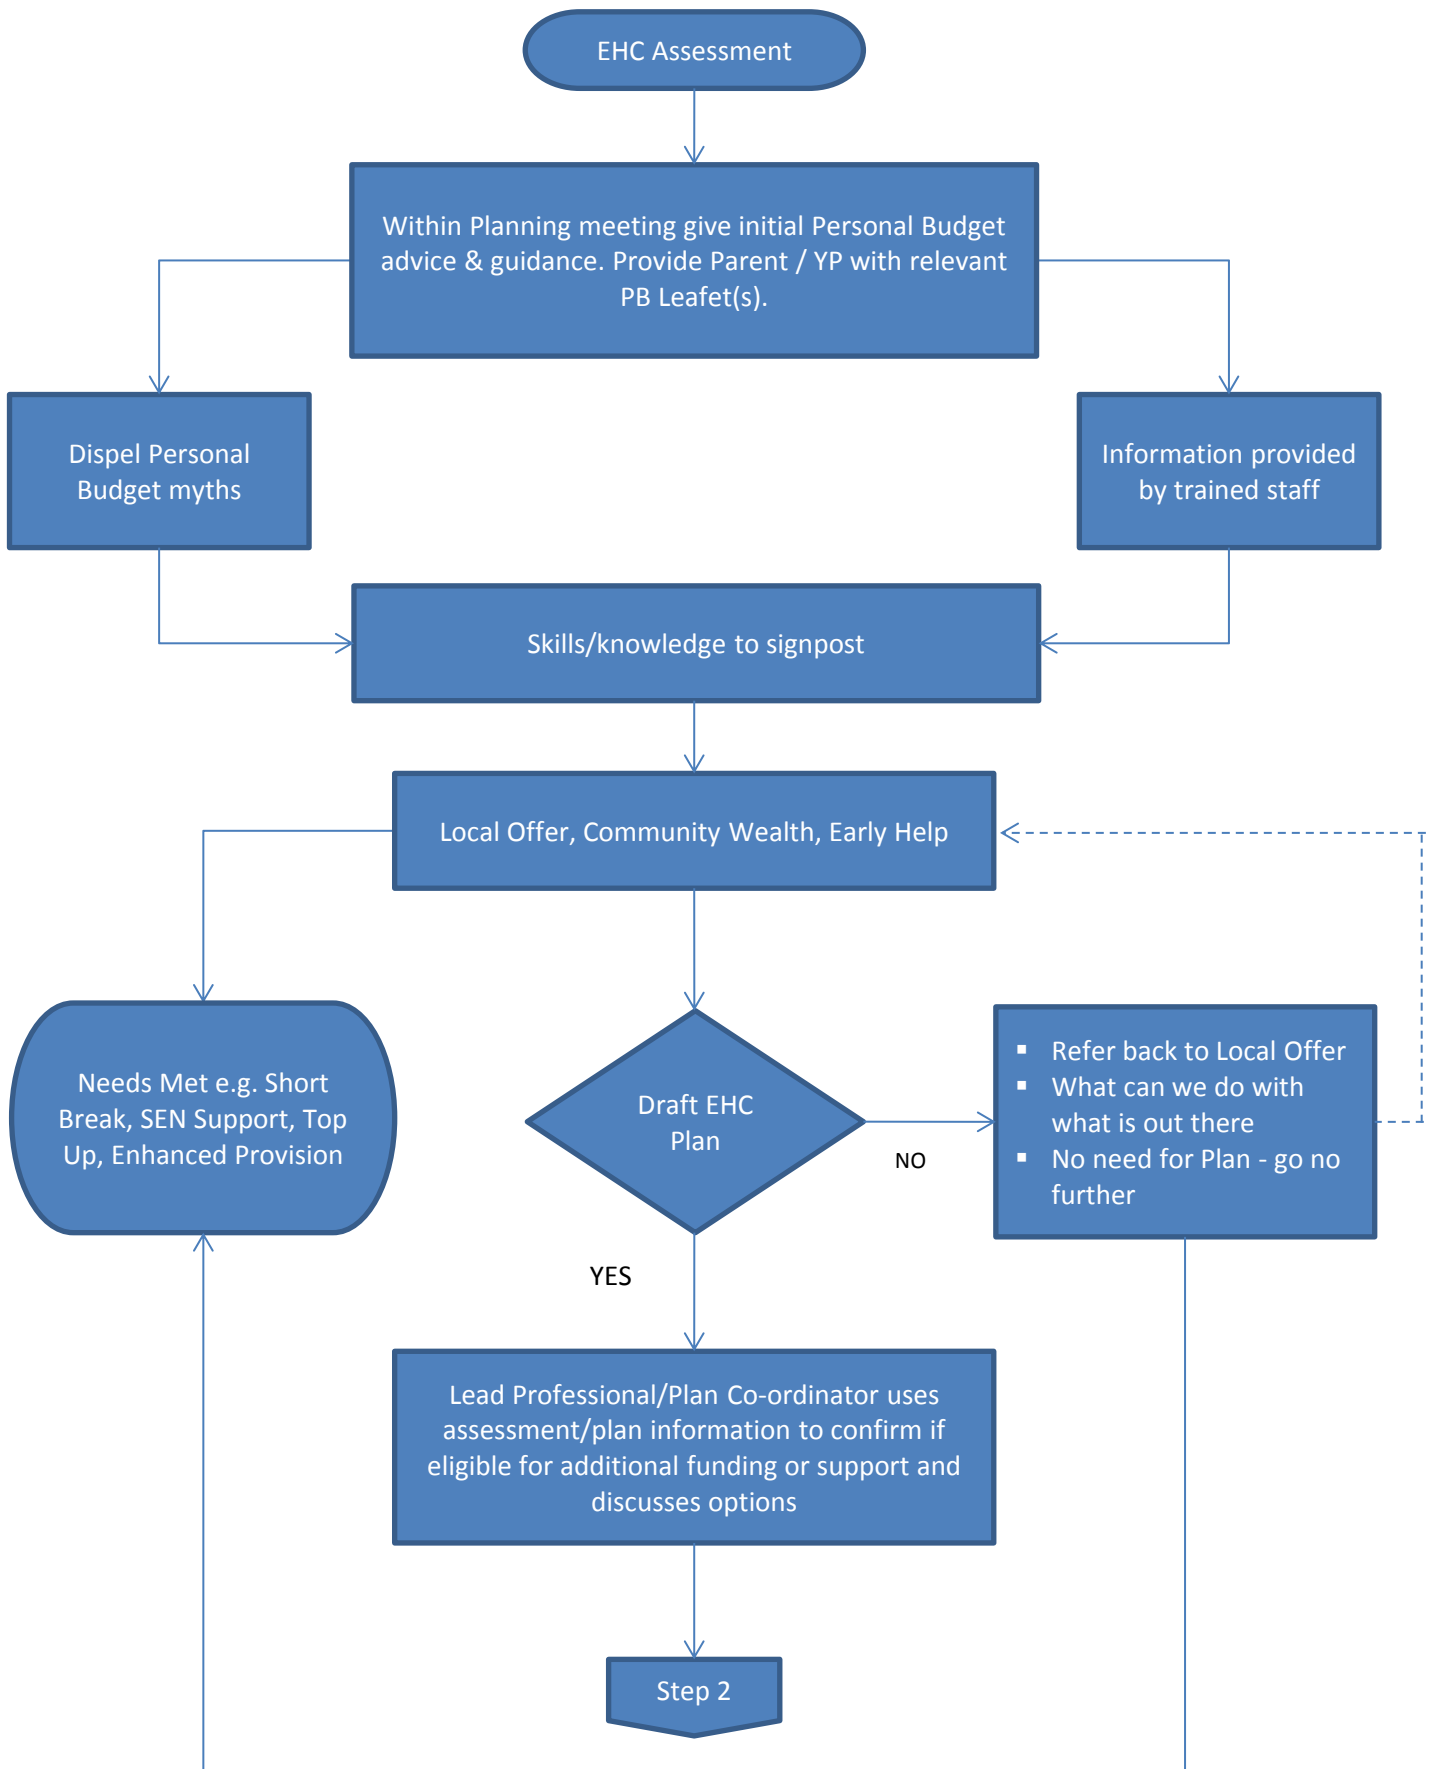 EHC Assessment
Within Planning meeting give initial Personal Budget
advice & guidance. Provide Parent / YP with relevant
PB Leafet(s).
Dispel Personal
Budget myths
Information provided
by trained staff
Skills/knowledge to signpost
Local Offer, Community Wealth, Early Help
Needs Met e.g. Short
Break, SEN Support, Top
Up, Enhanced Provision
Draft EHC
Plan
NO
▪ Refer back to Local Offer
▪ What can we do with
what is out there
▪ No need for Plan - go no
further
YES
Lead Professional/Plan Co-ordinator uses
assessment/plan information to confirm if
eligible for additional funding or support and
discusses options
Step 2